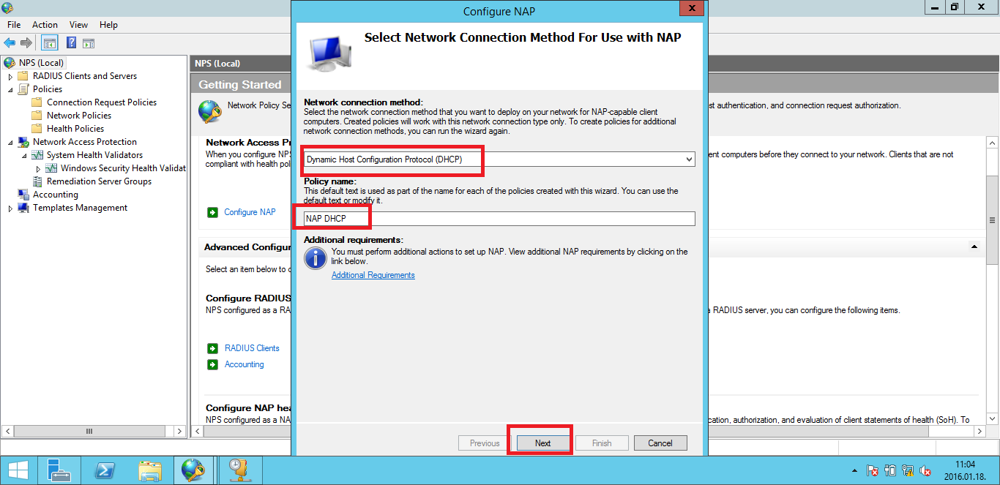 Configure NAP
File Action View Help
NPS (Local)
RADIUS Clients and Servers
Policies
Connection Request Policies
Network Policies
Health Policies
Network Access Protection
System Health Validators
Windows Security Health Validat
Remediation Server Groups
Accounting
Templates Management
NPS (Local)
Getting Started
Network Policy Se
st authentication, and connection request authorization.
Network Access Pr
When you configure NPS
ent computers before they connect to your network. Clients that are not
compliant with health poli
Configure NAP
Advanced Configur
Select an item below to c
Configure RADIUS
NPS configured as a RA
a RADIUS server, you can configure the following items.
RADIUS Clients
Accounting
Configure NAP hea
NPS configured as a NA
cation, authorization, and evaluation of client statements of health (SoH). To
Select Network Connection Method For Use with NAP
Network connection method:
Select the network connection method that you want to deploy on your network for NAP-capable client
computers. Created policies will work with this network connection type only. To create policies for additional
network connection methods, you can run the wizard again.
Dynamic Host Configuration Protocol (DHCP)
Policy name:
This default text is used as part of the name for each of the policies created with this wizard. You can use the
default text or modify it.
NAP DHCP
Additional requirements:
You must perform additional actions to set up NAP. View additional NAP requirements by clicking on the
link below.
Additional Requirements
Previous Next Finish Cancel
11:04
2016.01.18.